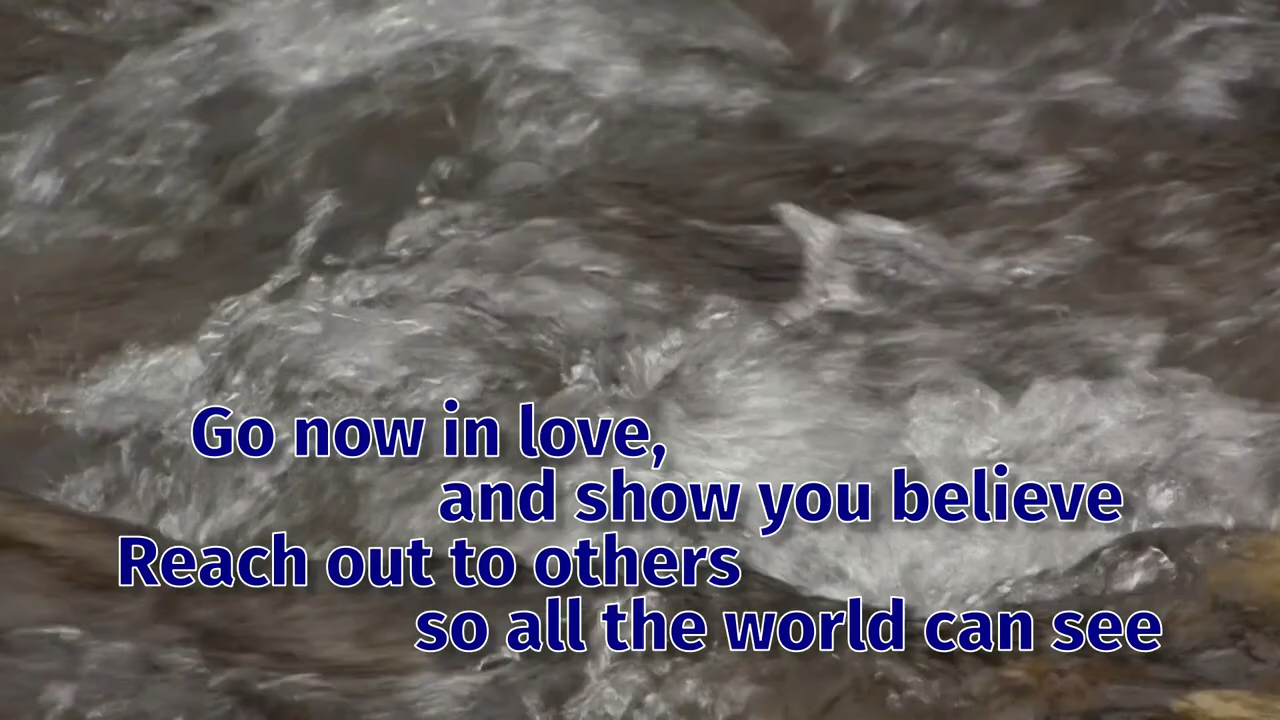 Go now in love,
and show you believe
Reach out to others
so all the world can see